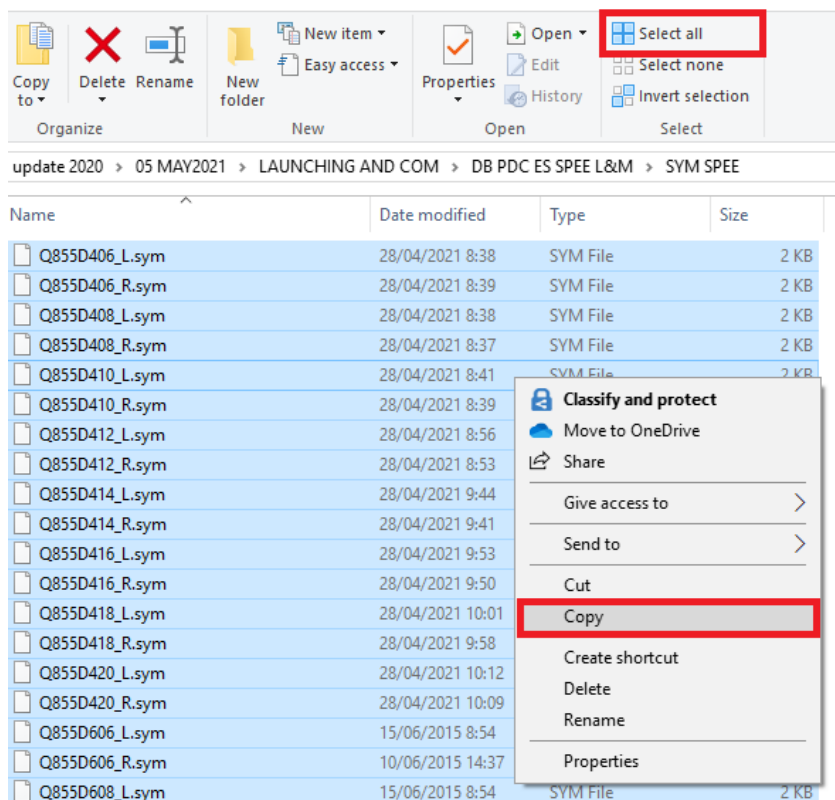 Copy to
Delete
Rename
New folder
New item
Easy access
Properties
Open
Edit
History
Select all
Select none
Invert selection
Organize
New
Open
Select
update 2020 > 05 MAY2021 > LAUNCHING AND COM > DB PDC ES SPEE L&M > SYM SPEE
Name Date modified Type Size
Q855D406_L.sym 28/04/2021 8:38 SYM File 2 KB
Q855D406_R.sym 28/04/2021 8:39 SYM File 2 KB
Q855D408_L.sym 28/04/2021 8:38 SYM File 2 KB
Q855D408_R.sym 28/04/2021 8:37 SYM File 2 KB
Q855D410_L.sym 28/04/2021 8:41 SYM File 2 KB
Q855D410_R.sym 28/04/2021 8:39
Q855D412_L.sym 28/04/2021 8:56
Q855D412_R.sym 28/04/2021 8:53
Q855D414_L.sym 28/04/2021 9:44
Q855D414_R.sym 28/04/2021 9:41
Q855D416_L.sym 28/04/2021 9:53
Q855D416_R.sym 28/04/2021 9:50
Q855D418_L.sym 28/04/2021 10:01
Q855D418_R.sym 28/04/2021 9:58
Q855D420_L.sym 28/04/2021 10:12
Q855D420_R.sym 28/04/2021 10:09
Q855D606_L.sym 15/06/2015 8:54
Q855D606_R.sym 10/06/2015 14:37
Q855D608_L.sym 15/06/2015 8:54 SYM File 2 KB
Classify and protect
Move to OneDrive
Share
Give access to
Send to
Cut
Copy
Create shortcut
Delete
Rename
Properties